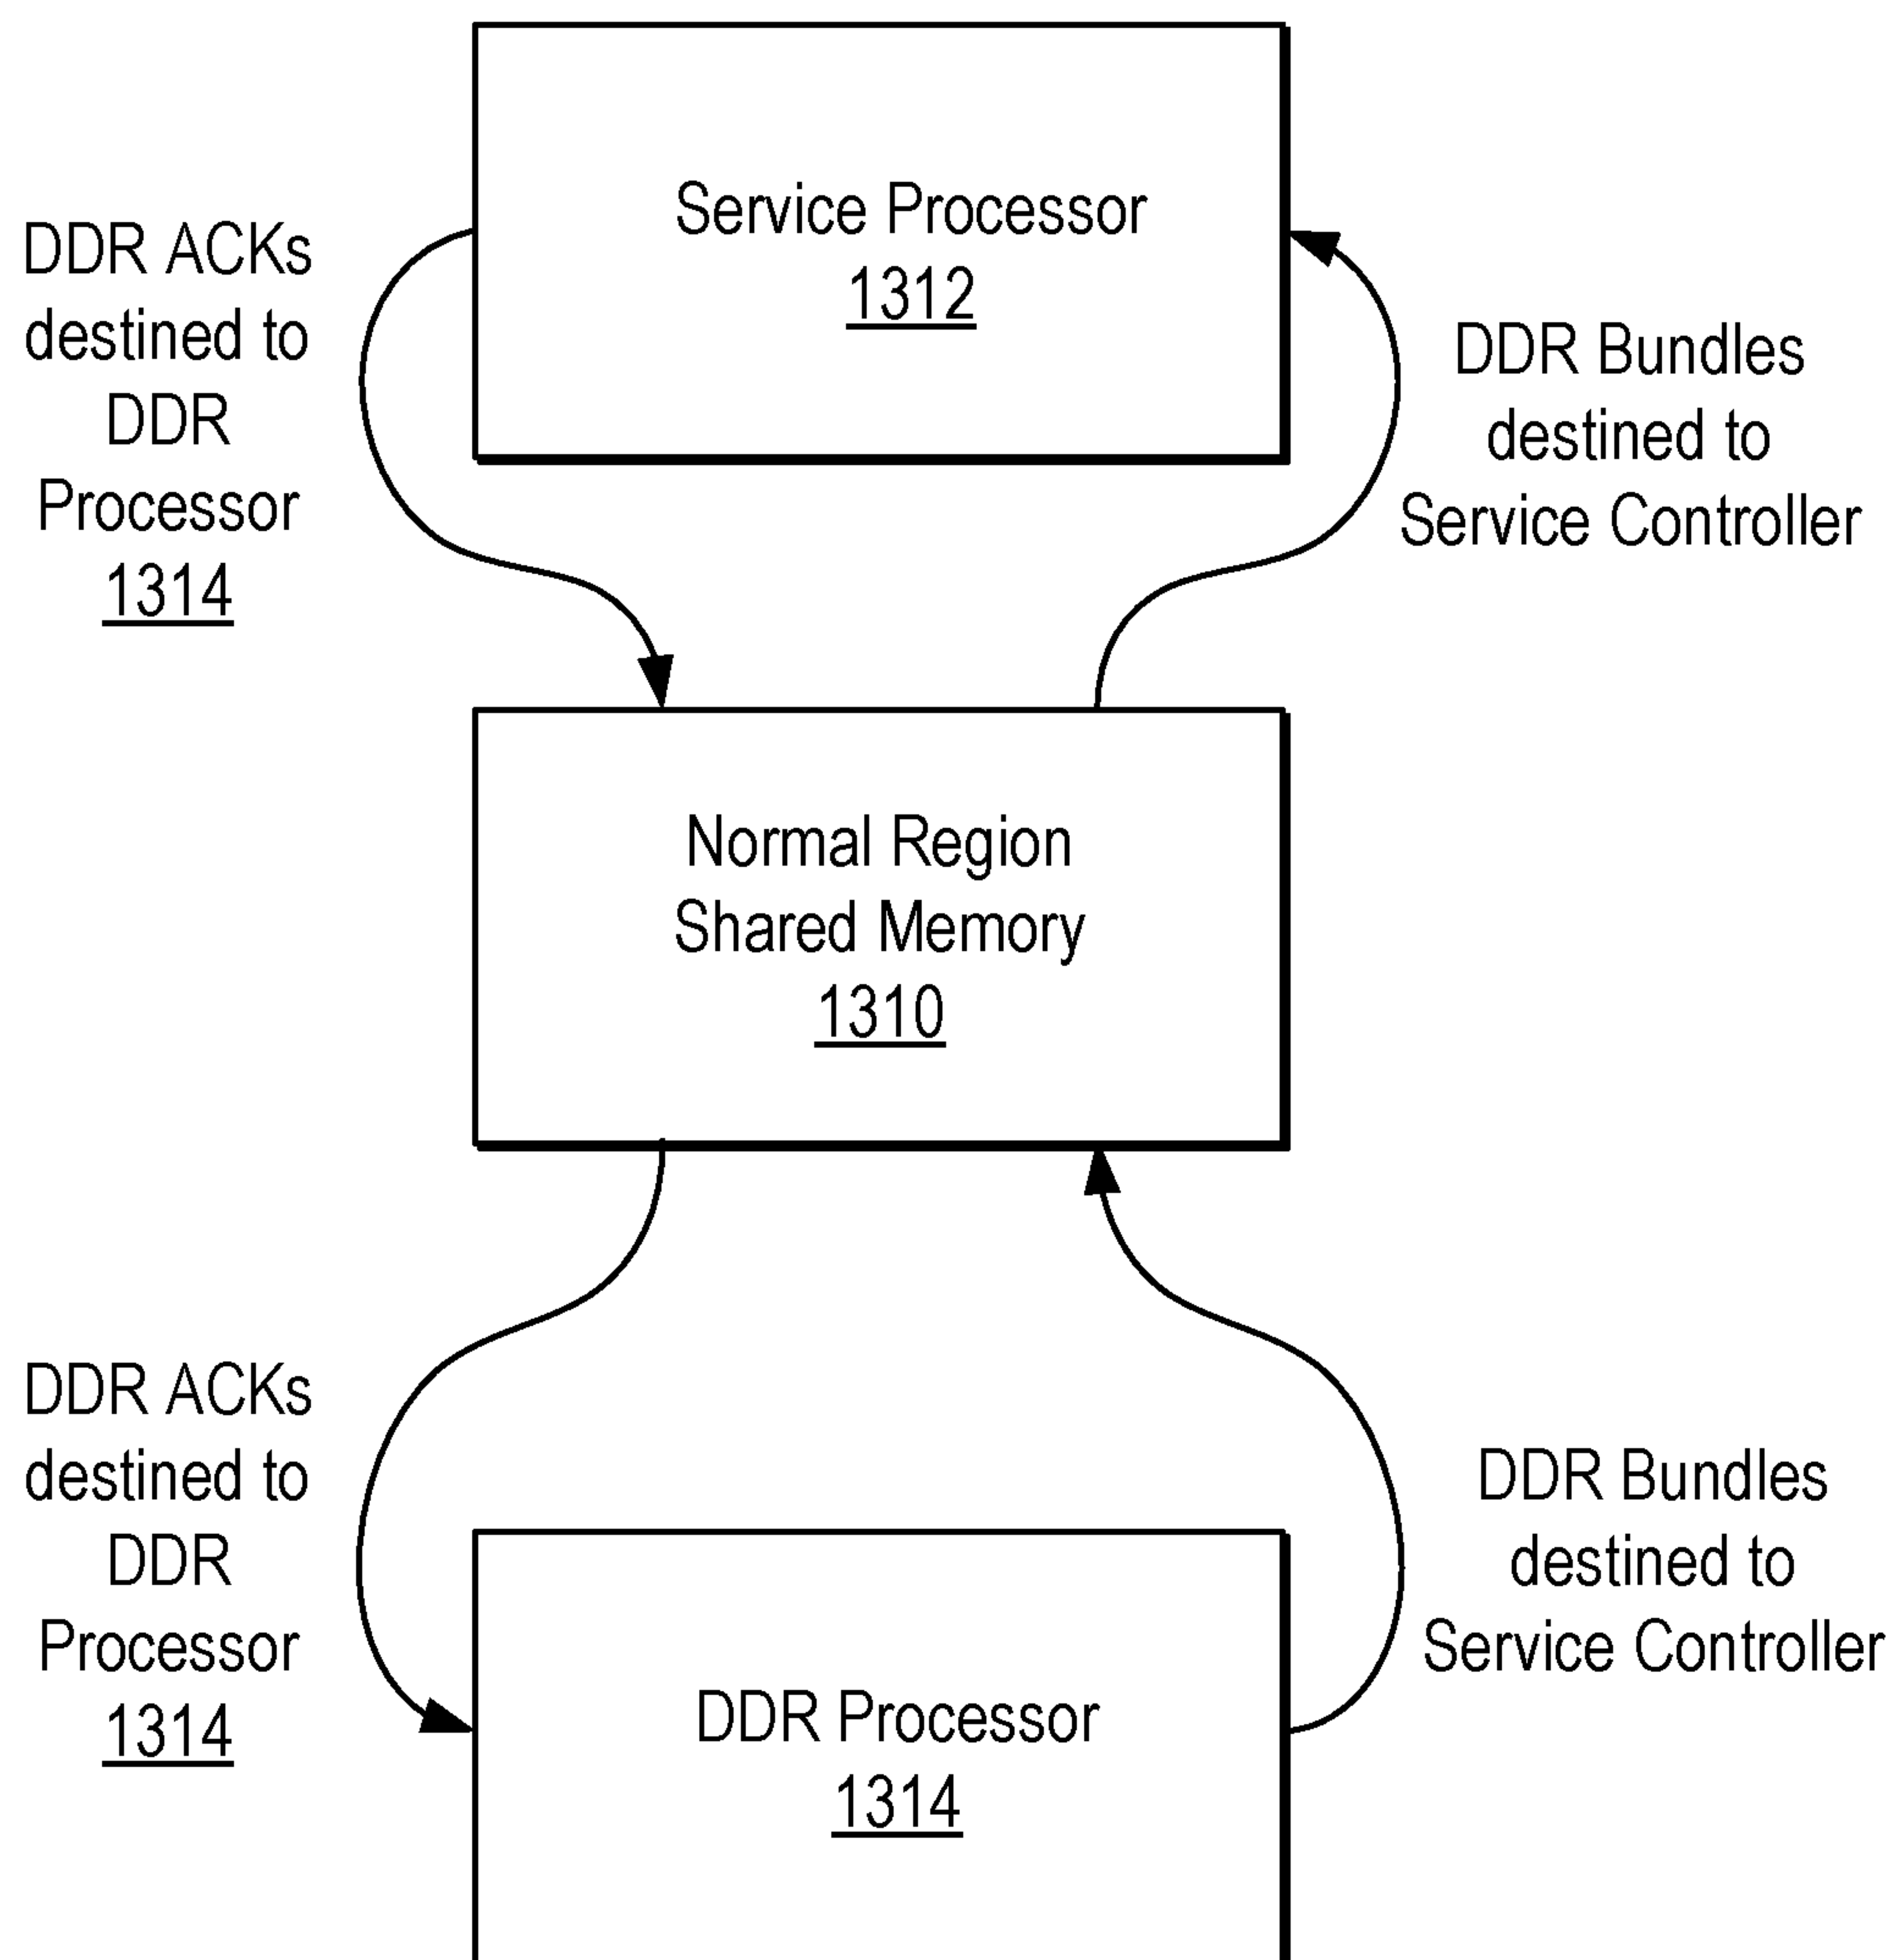 Service Processor
1312
DDR ACKs
destined to
DDR
Processor
1314
DDR Bundles
destined to
Service Controller
Normal Region
Shared Memory
1310
DDR ACKs
destined to
DDR
Processor
1314
DDR Bundles
destined to
Service Controller
DDR Processor
1314